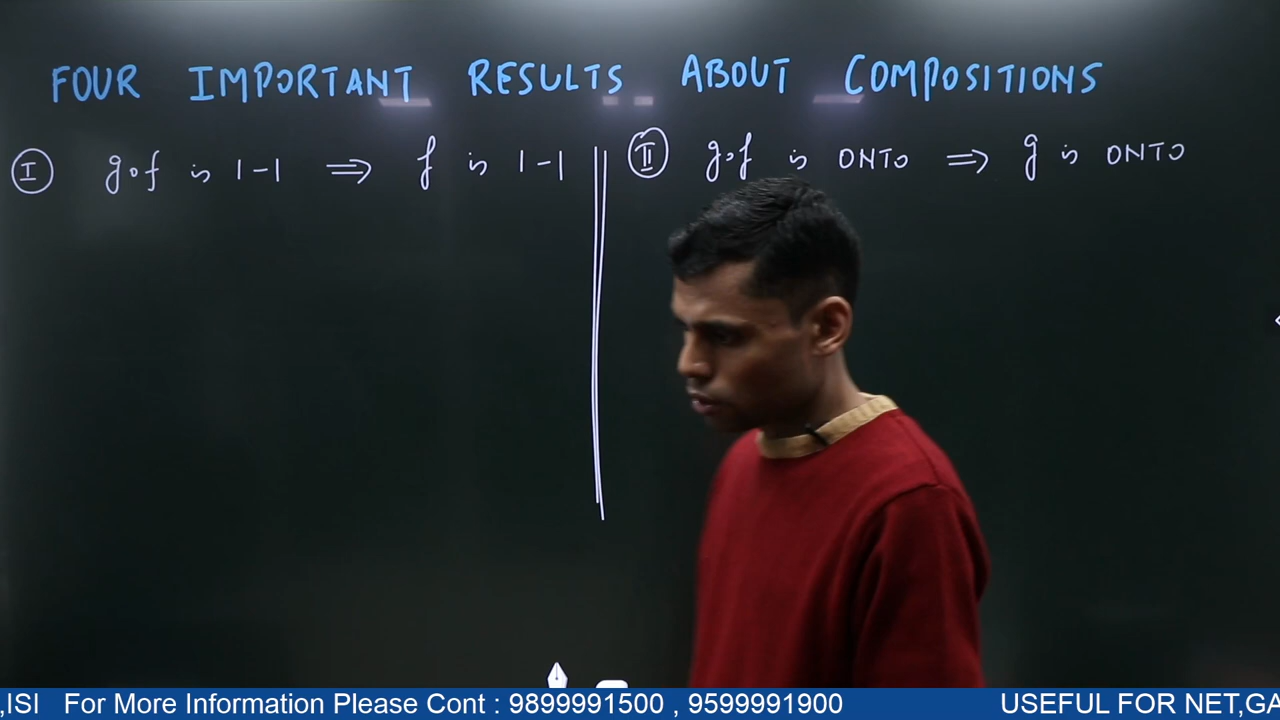 FOUR IMPORTANT RESULTS ABOUT COMPOSITIONS
I g∘f is 1-1 ⇒ f is 1-1
II g∘f is ONTO ⇒ g is ONTO
,ISI For More Information Please Cont : 9899991500 , 9599991900 USEFUL FOR NET,GA